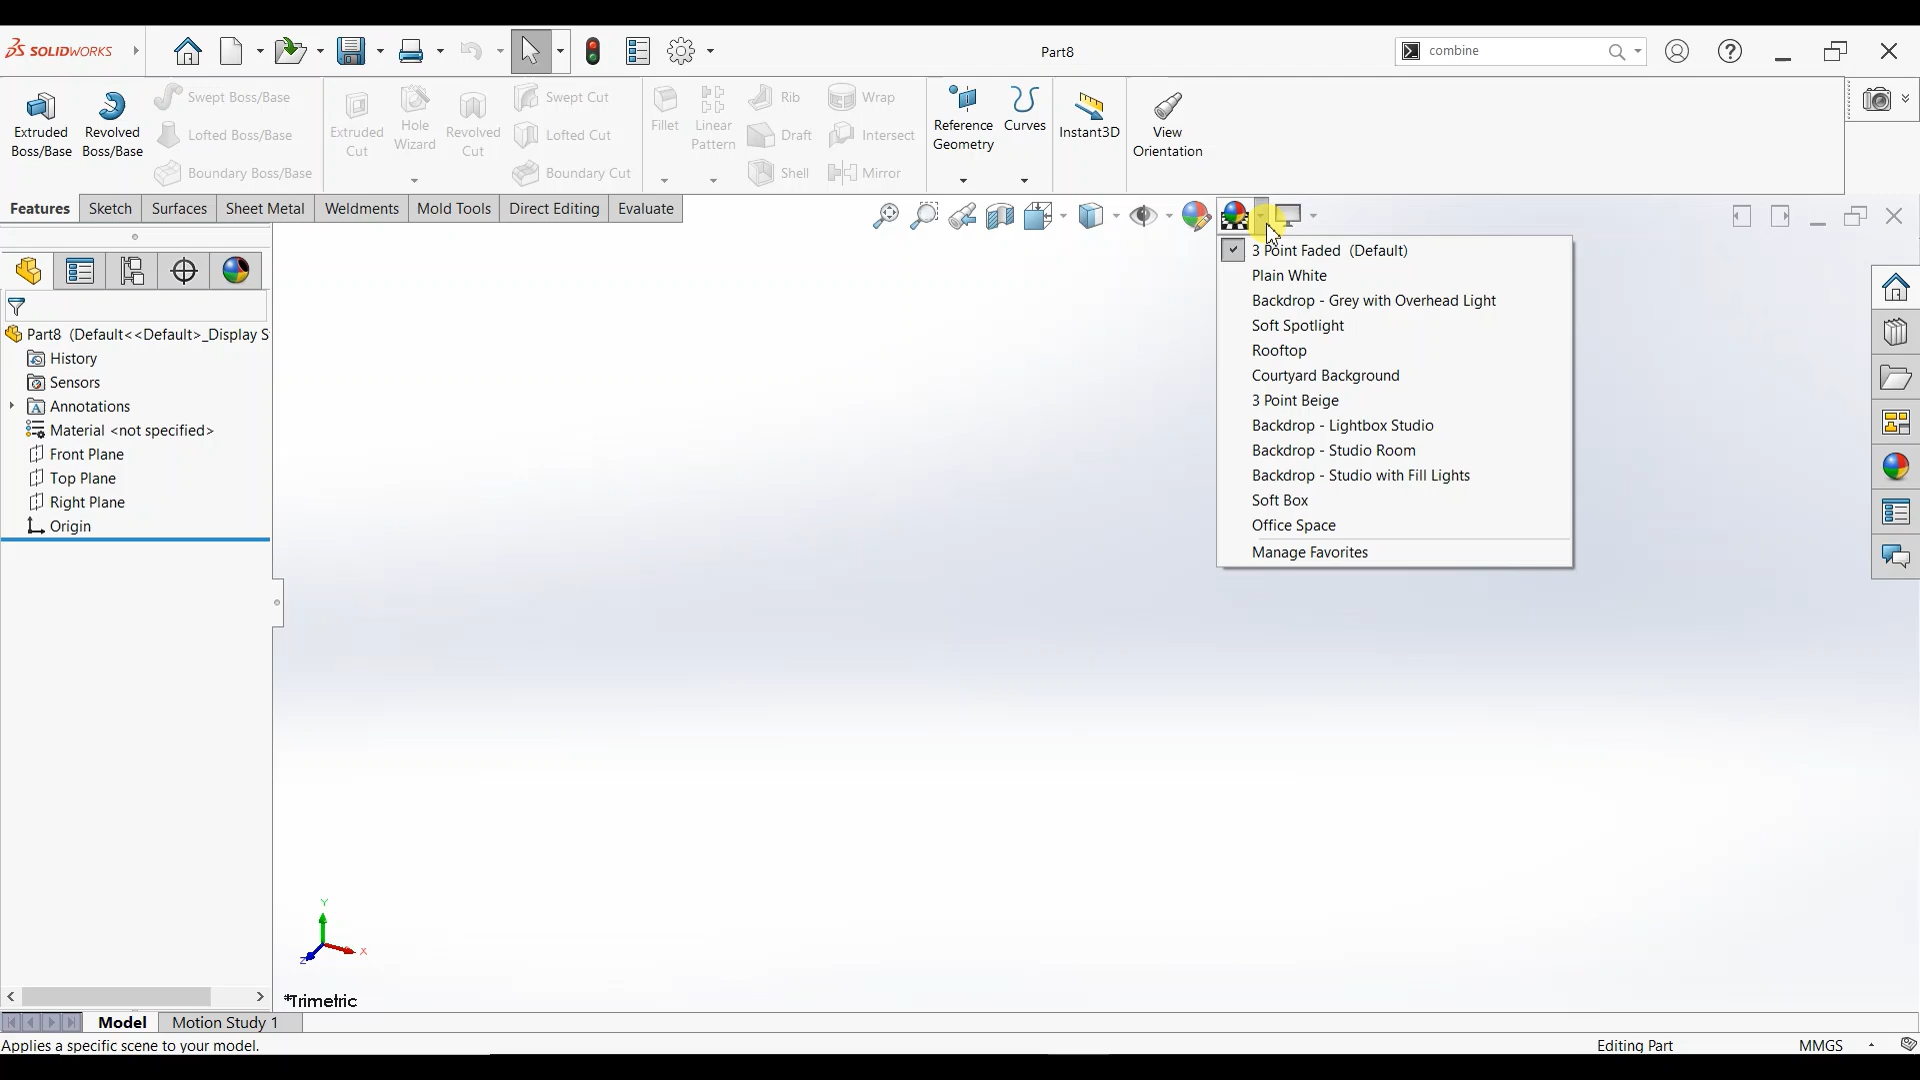 SOLIDWORKS
Part8
combine
Extruded
Boss/Base
Revolved
Boss/Base
Swept Boss/Base
Lofted Boss/Base
Boundary Boss/Base
Extruded
Cut
Hole
Wizard
Revolved
Cut
Swept Cut
Lofted Cut
Boundary Cut
Fillet
Linear
Pattern
Rib
Draft
Shell
Wrap
Intersect
Mirror
Reference
Geometry
Curves
Instant3D
View
Orientation
Features
Sketch
Surfaces
Sheet Metal
Weldments
Mold Tools
Direct Editing
Evaluate
3 Point Faded (Default)
Plain White
Backdrop - Grey with Overhead Light
Soft Spotlight
Rooftop
Courtyard Background
3 Point Beige
Backdrop - Lightbox Studio
Backdrop - Studio Room
Backdrop - Studio with Fill Lights
Soft Box
Office Space
Manage Favorites
Part8 (Default<<Default>_Display S
History
Sensors
Annotations
Material <not specified>
Front Plane
Top Plane
Right Plane
Origin
Y
X
Z
*Trimetric
Model
Motion Study 1
Applies a specific scene to your model.
Editing Part
MMGS